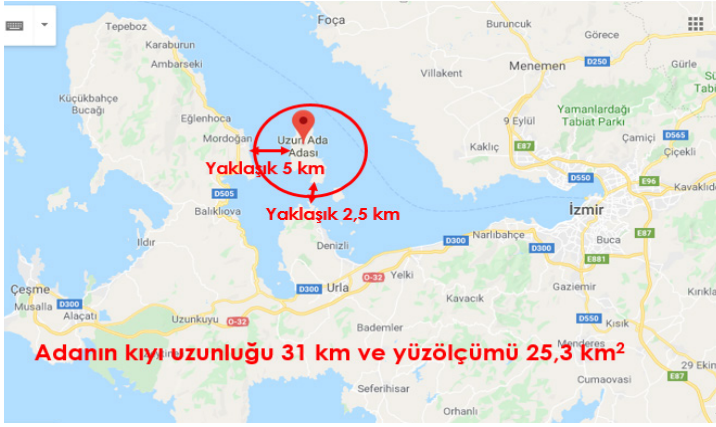 Foça
Buruncuk
Görece
Tepeboz
Karaburun
Ambarseki
Villakent
Menemen
D250
Gürle
Küçükbahçe
Bucağı
Yamanlardağı
Tabiat Parkı
Eğlenhoca
9 Eylül
Mordoğan
Uzun Ada
Adası
Kaklıç
E87
Çamiçi
D565
Çiçekli
Yaklaşık 5 km
D550
E96
Kavaklıd
D505
Balıklıova
Yaklaşık 2,5 km
İzmir
Ildır
Denizli
D300
Narlıbahçe
D300
Buca
E87
E881
Çeşme
Musalla
D300
Alaçatı
D300
Urla
O-32
Yelki
Gaziemir
Kırıkla
Kavacık
Uzunkuyu
O-32
Bademler
D550
Kısık
Adanın kıyı uzunluğu 31 km ve yüzölçümü 25,3 km²
Menderes
29 Ekin
E87
Seferihisar
Cumaovasi
Orhanlı